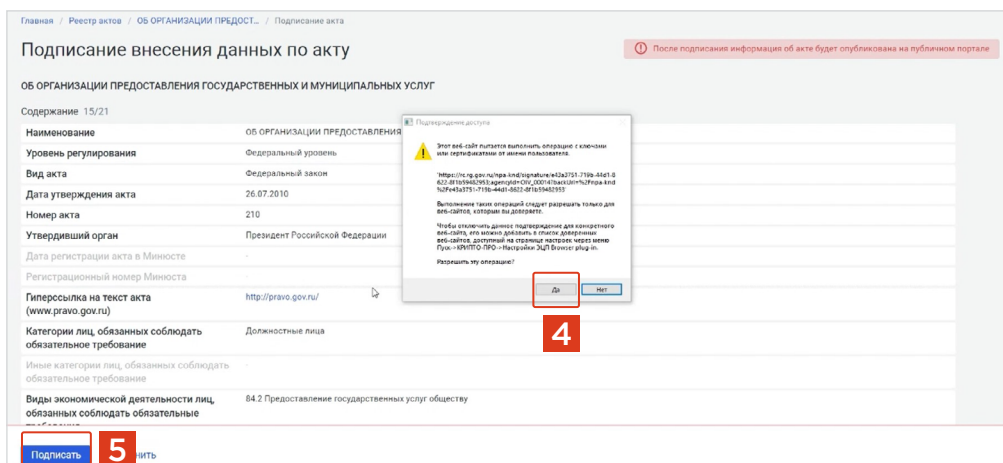 Главная / Реестр актов / ОБ ОРГАНИЗАЦИИ ПРЕДОСТ... / Подписание акта
Подписание внесения данных по акту
После подписания информация об акте будет опубликована на публичном портале
ОБ ОРГАНИЗАЦИИ ПРЕДОСТАВЛЕНИЯ ГОСУДАРСТВЕННЫХ И МУНИЦИПАЛЬНЫХ УСЛУГ
Содержание 15/21
Наименование ОБ ОРГАНИЗАЦИИ ПРЕДОСТАВЛЕНИЯ
Уровень регулирования Федеральный уровень
Вид акта Федеральный закон
Дата утверждения акта 26.07.2010
Номер акта 210
Утвердивший орган Президент Российской Федерации
Дата регистрации акта в Минюсте -
Регистрационный номер Минюста -
Гиперссылка на текст акта http://pravo.gov.ru/
(www.pravo.gov.ru)
Категории лиц, обязанных соблюдать Должностные лица
обязательное требование
Иные категории лиц, обязанных соблюдать -
обязательное требование
Виды экономической деятельности лиц, 84.2 Предоставление государственных услуг обществу
обязанных соблюдать обязательные
требования
Подтверждение доступа
Этот веб-сайт пытается выполнить операцию с ключами
или сертификатами от имени пользователя.
Выполнение таких операций следует разрешать только для
веб-сайтов, которым вы доверяете.
Чтобы отключить данное подтверждение для конкретного
веб-сайта, его можно добавить в список доверенных
веб-сайтов, доступный на странице настроек через меню
Пуск->КРИПТО-ПРО->Настройки ЭЦП Browser plug-in.
Разрешить эту операцию?
Да Нет
4
Подписать 5 нить